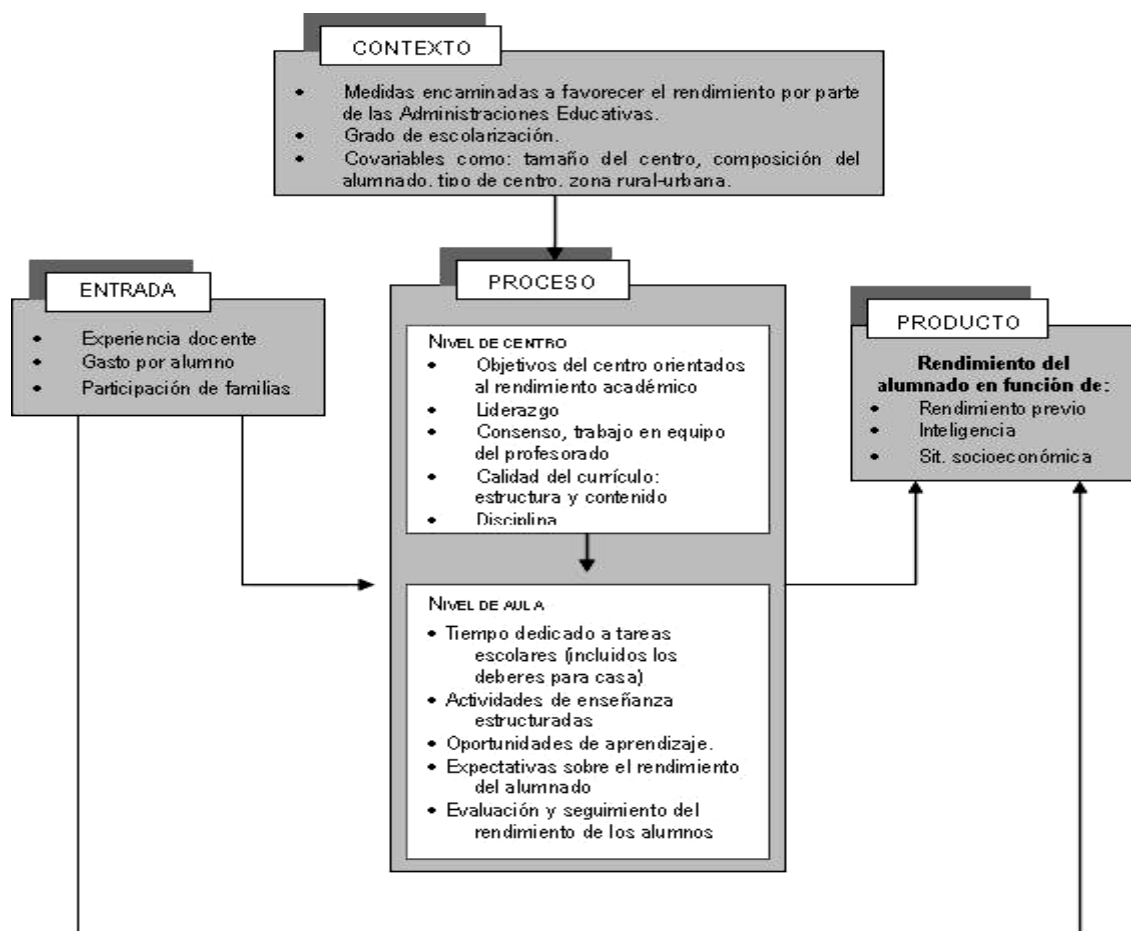 CONTEXTO
• Medidas encaminadas a favorecer el rendimiento por parte
de las Administraciones Educativas.
• Grado de escolarización.
• Covariables como: tamaño del centro, composición del
alumnado, tipo de centro, zona rural-urbana.
ENTRADA
• Experiencia docente
• Gasto por alumno
• Participación de familias
PROCESO
NIVEL DE CENTRO
• Objetivos del centro orientados
al rendimiento académico
• Liderazgo
• Consenso, trabajo en equipo
del profesorado
• Calidad del currículo:
estructura y contenido
• Disciplina
NIVEL DE AULA
• Tiempo dedicado a tareas
escolares (incluidos los
deberes para casa)
• Actividades de enseñanza
estructuradas
• Oportunidades de aprendizaje.
• Expectativas sobre el rendimiento
del alumnado
• Evaluación y seguimiento del
rendimiento de los alumnos
PRODUCTO
Rendimiento del
alumnado en función de:
• Rendimiento previo
• Inteligencia
• Sit. socioeconómica